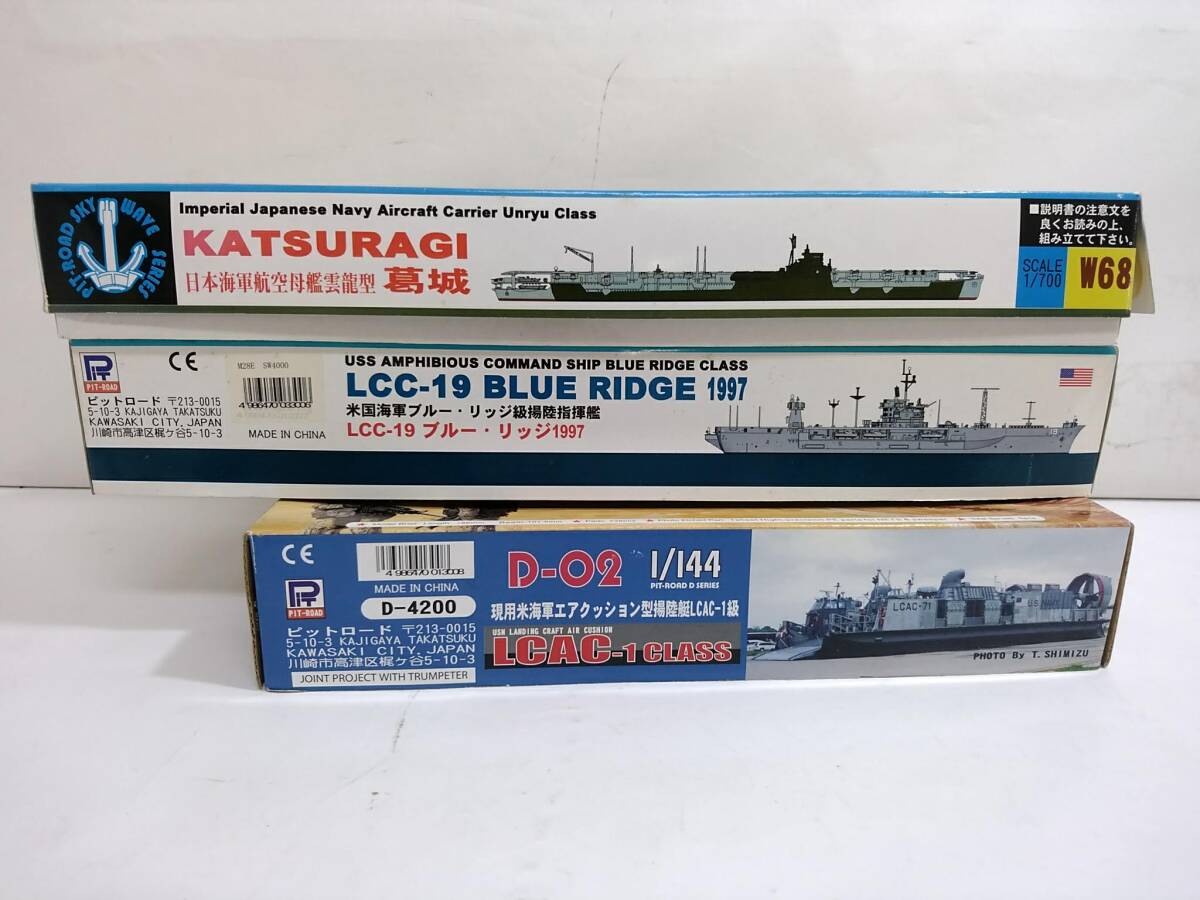 PIT-ROAD SKY WAVE SERIES
Imperial Japanese Navy Aircraft Carrier Unryu Class
KATSURAGI
日本海軍航空母艦雲龍型 葛城
■説明書の注意文を
良くお読みの上、
組み立てて下さい。
SCALE
1/700
W68
PIT-ROAD
CE
M28E SW4000
4986470030006
ピットロード 〒213-0015
5-10-3 KAJIGAYA TAKATSUKU
KAWASAKI CITY, JAPAN
川崎市高津区梶ヶ谷5-10-3
MADE IN CHINA
USS AMPHIBIOUS COMMAND SHIP BLUE RIDGE CLASS
LCC-19 BLUE RIDGE 1997
米国海軍ブルー・リッジ級揚陸指揮艦
LCC-19 ブルー・リッジ1997
19
CE
4 986470 013008
MADE IN CHINA
D-4200
PIT-ROAD
ピットロード 〒213-0015
5-10-3 KAJIGAYA TAKATSUKU
KAWASAKI CITY, JAPAN
川崎市高津区梶ヶ谷5-10-3
JOINT PROJECT WITH TRUMPETER
D-02 1/144
PIT-ROAD D SERIES
現用米海軍エアクッション型揚陸艇LCAC-1級
USN LANDING CRAFT AIR CUSHION
LCAC-1 CLASS
LCAC-71
PHOTO By T. SHIMIZU